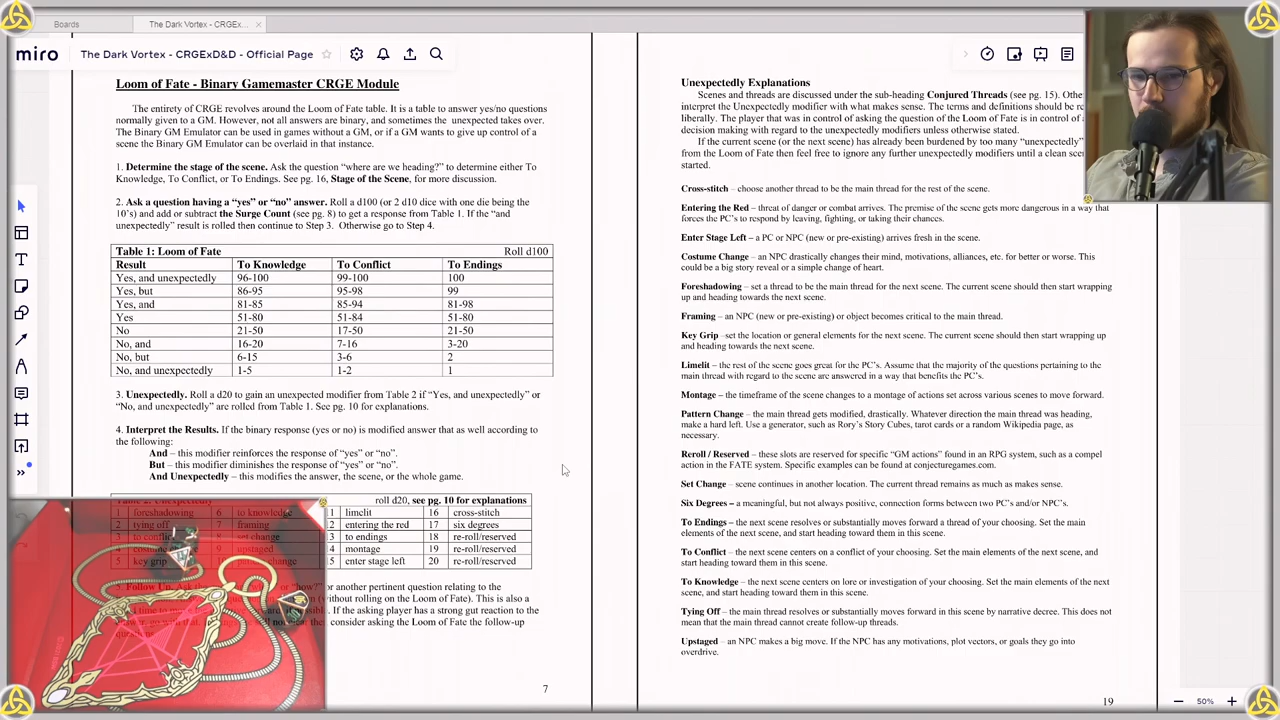 Boards
The Dark Vortex - CRGEx...
miro
The Dark Vortex - CRGExD&D - Official Page
Loom of Fate - Binary Gamemaster CRGE Module
The entirety of CRGE revolves around the Loom of Fate table. It is a table to answer yes/no questions
normally given to a GM. However, not all answers are binary, and sometimes the unexpected takes over.
The Binary GM Emulator can be used in games without a GM, or if a GM wants to give up control of a
scene the Binary GM Emulator can be overlaid in that instance.
1. Determine the stage of the scene. Ask the question "where are we heading?" to determine either To
Knowledge, To Conflict, or To Endings. See pg. 16, Stage of the Scene, for more discussion.
2. Ask a question having a "yes" or "no" answer. Roll a d100 (or 2 d10 dice with one die being the
10's) and add or subtract the Surge Count (see pg. 8) to get a response from Table 1. If the "and
unexpectedly" result is rolled then continue to Step 3. Otherwise go to Step 4.
Table 1: Loom of Fate Roll d100
Result To Knowledge To Conflict To Endings
Yes, and unexpectedly 96-100 99-100 100
Yes, but 86-95 95-98 99
Yes, and 81-85 85-94 81-98
Yes 51-80 51-84 51-80
No 21-50 17-50 21-50
No, and 16-20 7-16 3-20
No, but 6-15 3-6 2
No, and unexpectedly 1-5 1-2 1
3. Unexpectedly. Roll a d20 to gain an unexpected modifier from Table 2 if "Yes, and unexpectedly" or
"No, and unexpectedly" are rolled from Table 1. See pg. 10 for explanations.
4. Interpret the Results. If the binary response (yes or no) is modified answer that as well according to
the following:
And – this modifier reinforces the response of "yes" or "no".
But – this modifier diminishes the response of "yes" or "no".
And Unexpectedly – this modifies the answer, the scene, or the whole game.
Table 2: Unexpectedly roll d20, see pg. 10 for explanations
1 foreshadowing 6 to knowledge 1 limelit 16 cross-stitch
2 tying off 7 framing 2 entering the red 17 six degrees
3 to conflict 8 set change 3 to endings 18 re-roll/reserved
4 costume 9 upstaged 4 montage 19 re-roll/reserved
5 key grip change 5 enter stage left 20 re-roll/reserved
5. Follow Up. Ask "how?" or another pertinent question relating to the
without rolling on the Loom of Fate). This is also a
time to If the asking player has a strong gut reaction to the
consider asking the Loom of Fate the follow-up
7
Unexpectedly Explanations
Scenes and threads are discussed under the sub-heading Conjured Threads (see pg. 15).
interpret the Unexpectedly modifier with what makes sense. The terms and definitions should be
liberally. The player that was in control of asking the question of the Loom of Fate is in control of
decision making with regard to the unexpectedly modifiers unless otherwise stated.
If the current scene (or the next scene) has already been burdened by too many "unexpectedly"
from the Loom of Fate then feel free to ignore any further unexpectedly modifiers until a clean
started.
Cross-stitch – choose another thread to be the main thread for the rest of the scene.
Entering the Red – threat of danger or combat arrives. The premise of the scene gets more dangerous in a way that
forces the PC's to respond by leaving, fighting, or taking their chances.
Enter Stage Left – a PC or NPC (new or pre-existing) arrives fresh in the scene.
Costume Change – an NPC drastically changes their mind, motivations, alliances, etc. for better or worse. This
could be a big story reveal or a simple change of heart.
Foreshadowing – set a thread to be the main thread for the next scene. The current scene should then start wrapping
up and heading towards the next scene.
Framing – an NPC (new or pre-existing) or object becomes critical to the main thread.
Key Grip –set the location or general elements for the next scene. The current scene should then start wrapping up
and heading towards the next scene.
Limelit – the rest of the scene goes great for the PC's. Assume that the majority of the questions pertaining to the
main thread with regard to the scene are answered in a way that benefits the PC's.
Montage – the timeframe of the scene changes to a montage of actions set across various scenes to move forward.
Pattern Change – the main thread gets modified, drastically. Whatever direction the main thread was heading,
make a hard left. Use a generator, such as Rory's Story Cubes, tarot cards or a random Wikipedia page, as
necessary.
Reroll / Reserved – these slots are reserved for specific "GM actions" found in an RPG system, such as a compel
action in the FATE system. Specific examples can be found at conjecturegames.com.
Set Change – scene continues in another location. The current thread remains as much as makes sense.
Six Degrees – a meaningful, but not always positive, connection forms between two PC's and/or NPC's.
To Endings – the next scene resolves or substantially moves forward a thread of your choosing. Set the main
elements of the next scene, and start heading toward them in this scene.
To Conflict – the next scene centers on a conflict of your choosing. Set the main elements of the next scene, and
start heading toward them in this scene.
To Knowledge – the next scene centers on lore or investigation of your choosing. Set the main elements of the next
scene, and start heading toward them in this scene.
Tying Off – the main thread resolves or substantially moves forward in this scene by narrative decree. This does not
mean that the main thread cannot create follow-up threads.
Upstaged – an NPC makes a big move. If the NPC has any motivations, plot vectors, or goals they go into
overdrive.
19
50%